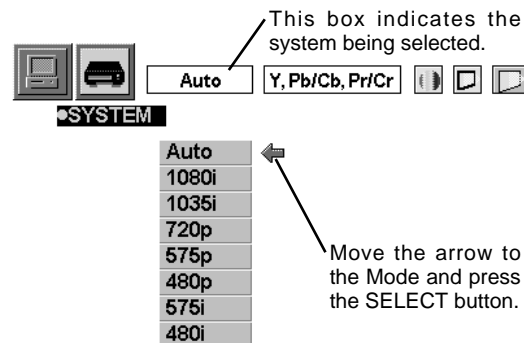 This box indicates the
system being selected.
Auto
Y, Pb/Cb, Pr/Cr
SYSTEM
Auto
1080i
1035i
720p
575p
480p
575i
480i
Move the arrow to
the Mode and press
the SELECT button.